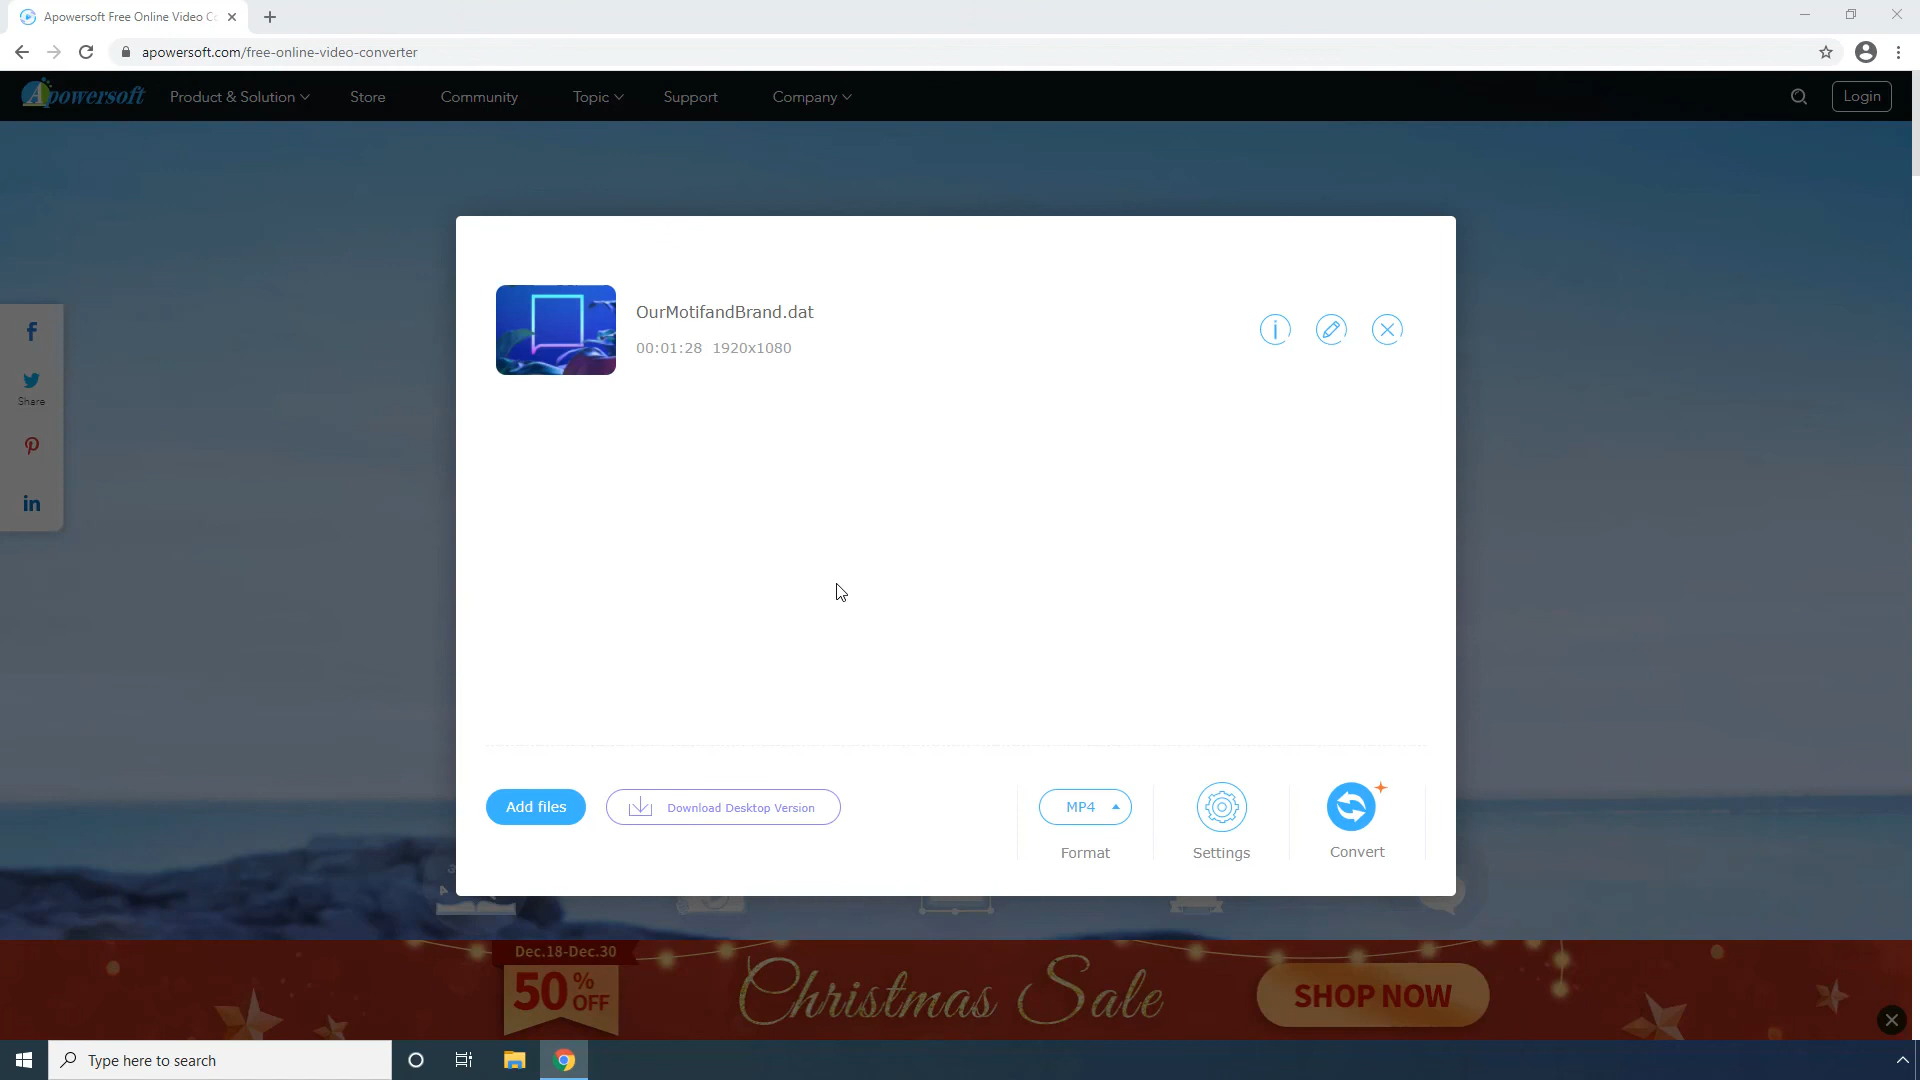 Apowersoft Free Online Video Co
apowersoft.com/free-online-video-converter
Apowersoft
Product & Solution
Store
Community
Topic
Support
Company
Login
Share
OurMotifandBrand.dat
00:01:28 1920x1080
Add files
Download Desktop Version
MP4
Format
Settings
Convert
Dec.18-Dec.30
50% OFF
Christmas Sale
SHOP NOW
Type here to search